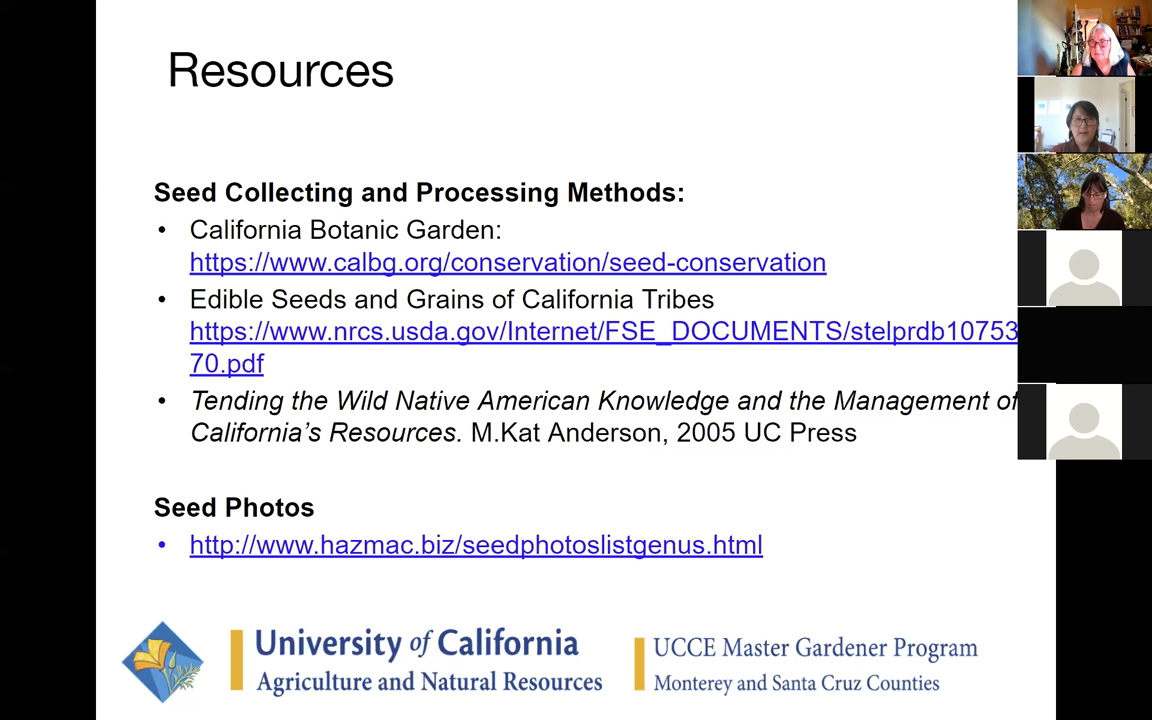 Resources
Seed Collecting and Processing Methods:
• California Botanic Garden:
https://www.calbg.org/conservation/seed-conservation
• Edible Seeds and Grains of California Tribes
https://www.nrcs.usda.gov/Internet/FSE_DOCUMENTS/stelprdb10753
70.pdf
• Tending the Wild Native American Knowledge and the Management of
California's Resources. M.Kat Anderson, 2005 UC Press
Seed Photos
• http://www.hazmac.biz/seedphotoslistgenus.html
University of California
Agriculture and Natural Resources
UCCE Master Gardener Program
Monterey and Santa Cruz Counties